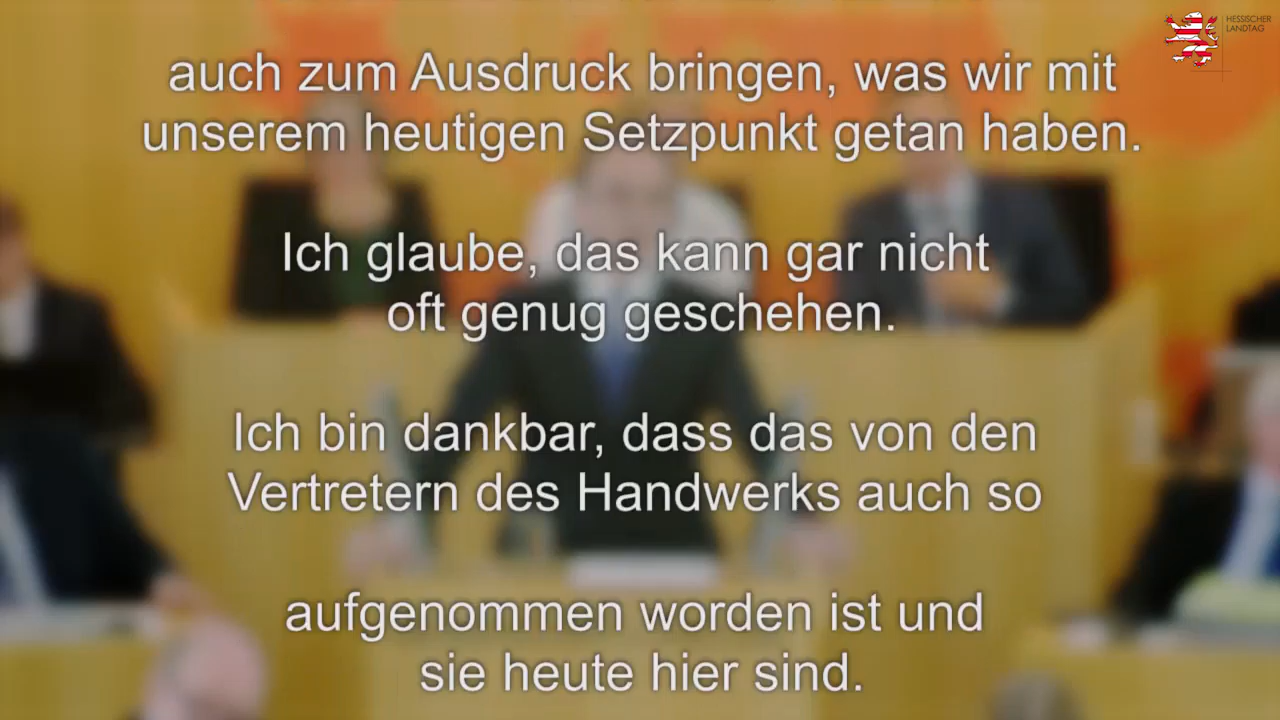 HESSISCHER
LANDTAG
auch zum Ausdruck bringen, was wir mit
unserem heutigen Setzpunkt getan haben.
Ich glaube, das kann gar nicht
oft genug geschehen.
Ich bin dankbar, dass das von den
Vertretern des Handwerks auch so
aufgenommen worden ist und
sie heute hier sind.